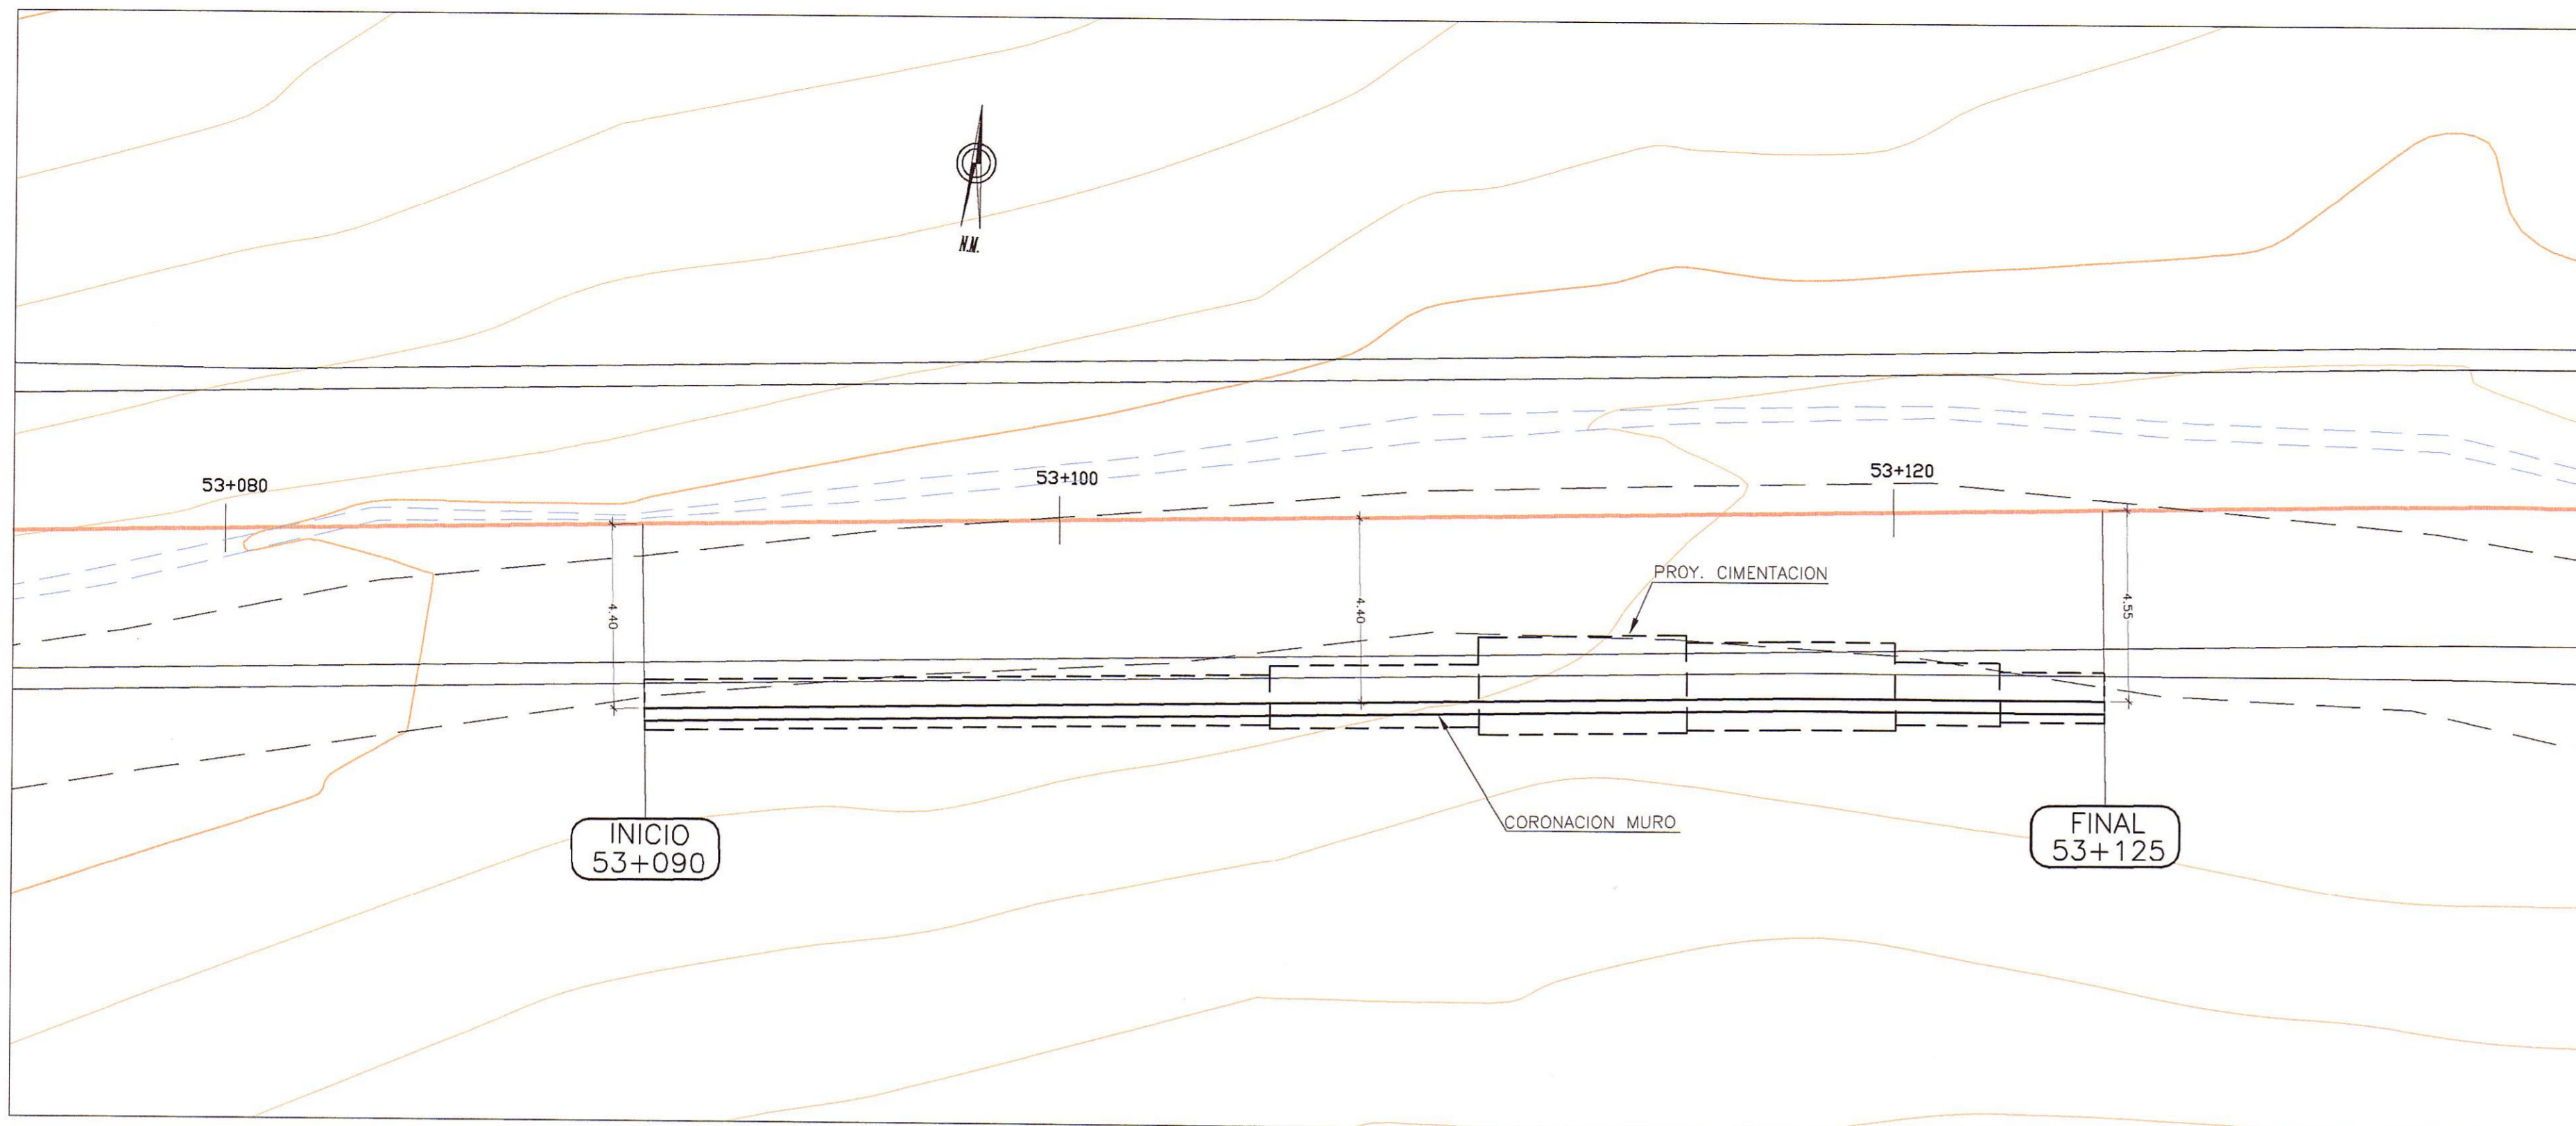 N.M.
53+080
53+100
53+120
4.40
4.40
4.55
PROY. CIMENTACION
CORONACION MURO
INICIO
53+090
FINAL
53+125